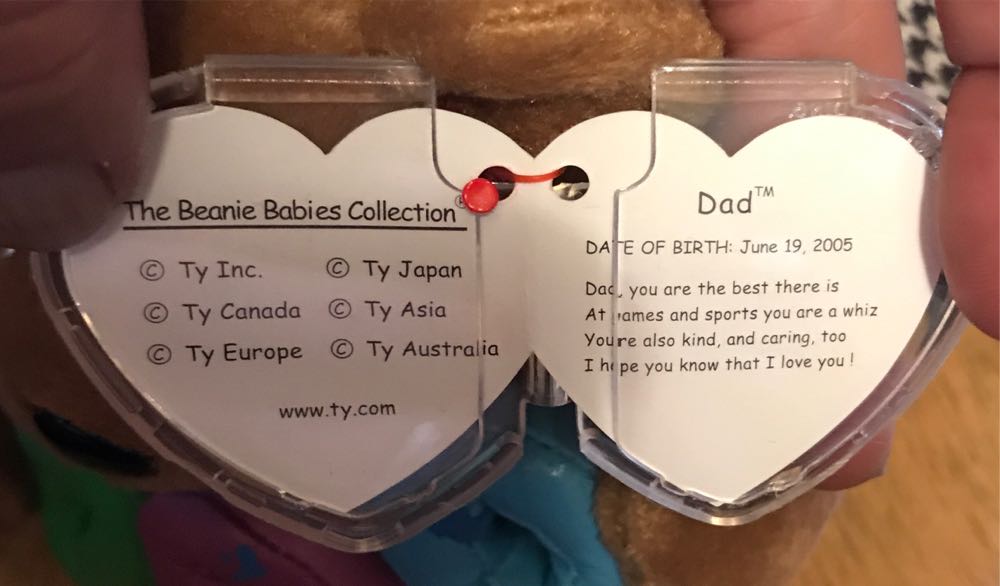 The Beanie Babies Collection®
© Ty Inc. © Ty Japan
© Ty Canada © Ty Asia
© Ty Europe © Ty Australia
www.ty.com
Dad™
DATE OF BIRTH: June 19, 2005
Dad, you are the best there is
At games and sports you are a whiz
You're also kind, and caring, too
I hope you know that I love you !